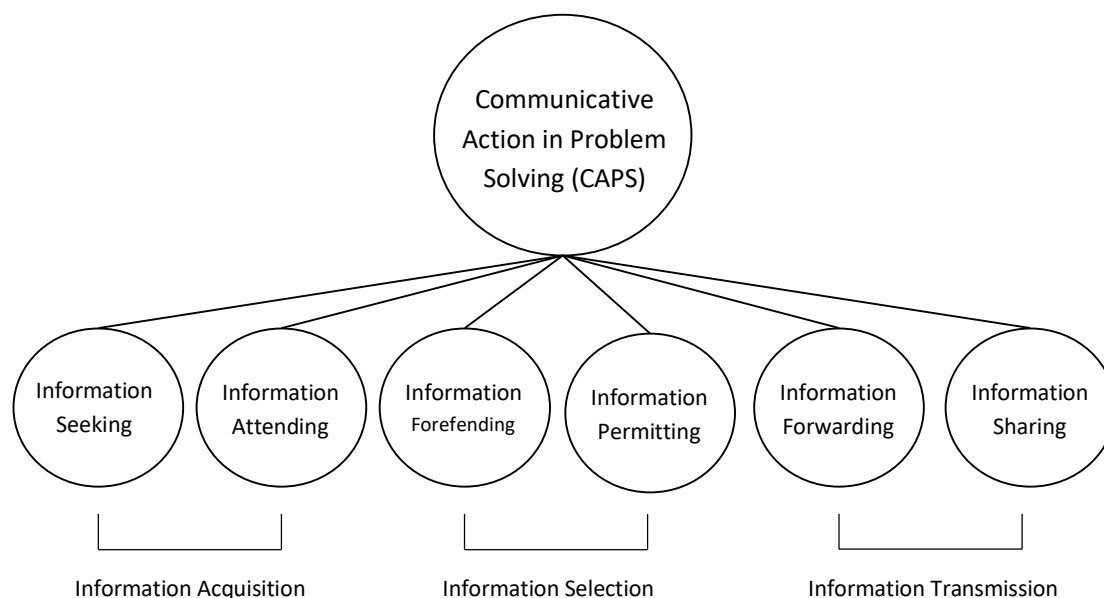 Communicative
Action in Problem
Solving (CAPS)
Information
Seeking
Information
Attending
Information
Forefending
Information
Permitting
Information
Forwarding
Information
Sharing
Information Acquisition
Information Selection
Information Transmission